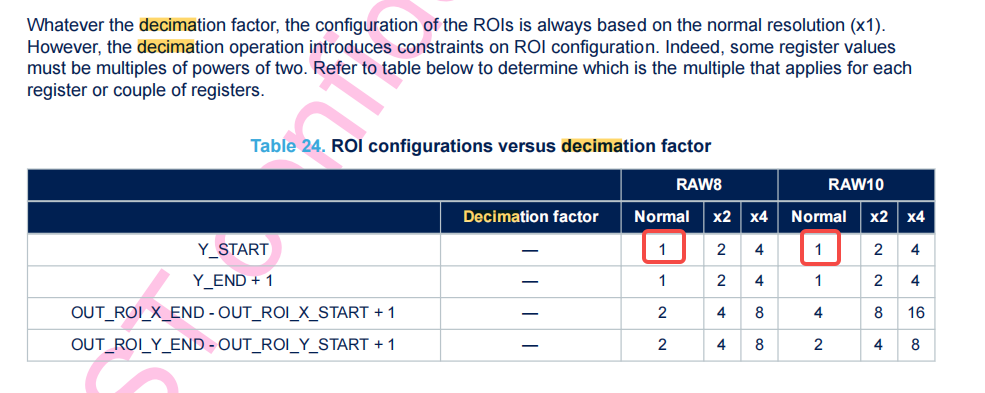 Whatever the decimation factor, the configuration of the ROIs is always based on the normal resolution (x1).
However, the decimation operation introduces constraints on ROI configuration. Indeed, some register values
must be multiples of powers of two. Refer to table below to determine which is the multiple that applies for each
register or couple of registers.
Table 24. ROI configurations versus decimation factor
RAW8 RAW10
Decimation factor Normal x2 x4 Normal x2 x4
Y_START — 1 2 4 1 2 4
Y_END + 1 — 1 2 4 1 2 4
OUT_ROI_X_END - OUT_ROI_X_START + 1 — 2 4 8 4 8 16
OUT_ROI_Y_END - OUT_ROI_Y_START + 1 — 2 4 8 2 4 8